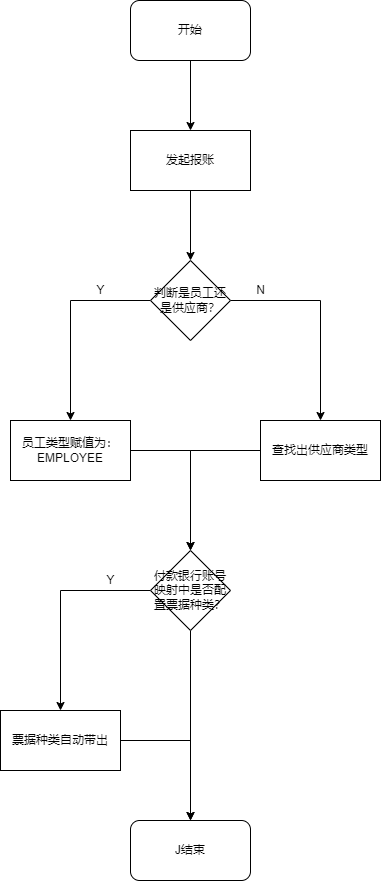 开始
发起报账
判断是员工还
是供应商？
Y
N
员工类型赋值为：
EMPLOYEE
查找出供应商类型
付款银行账号
映射中是否配
置票据种类？
Y
票据种类自动带出
J结束